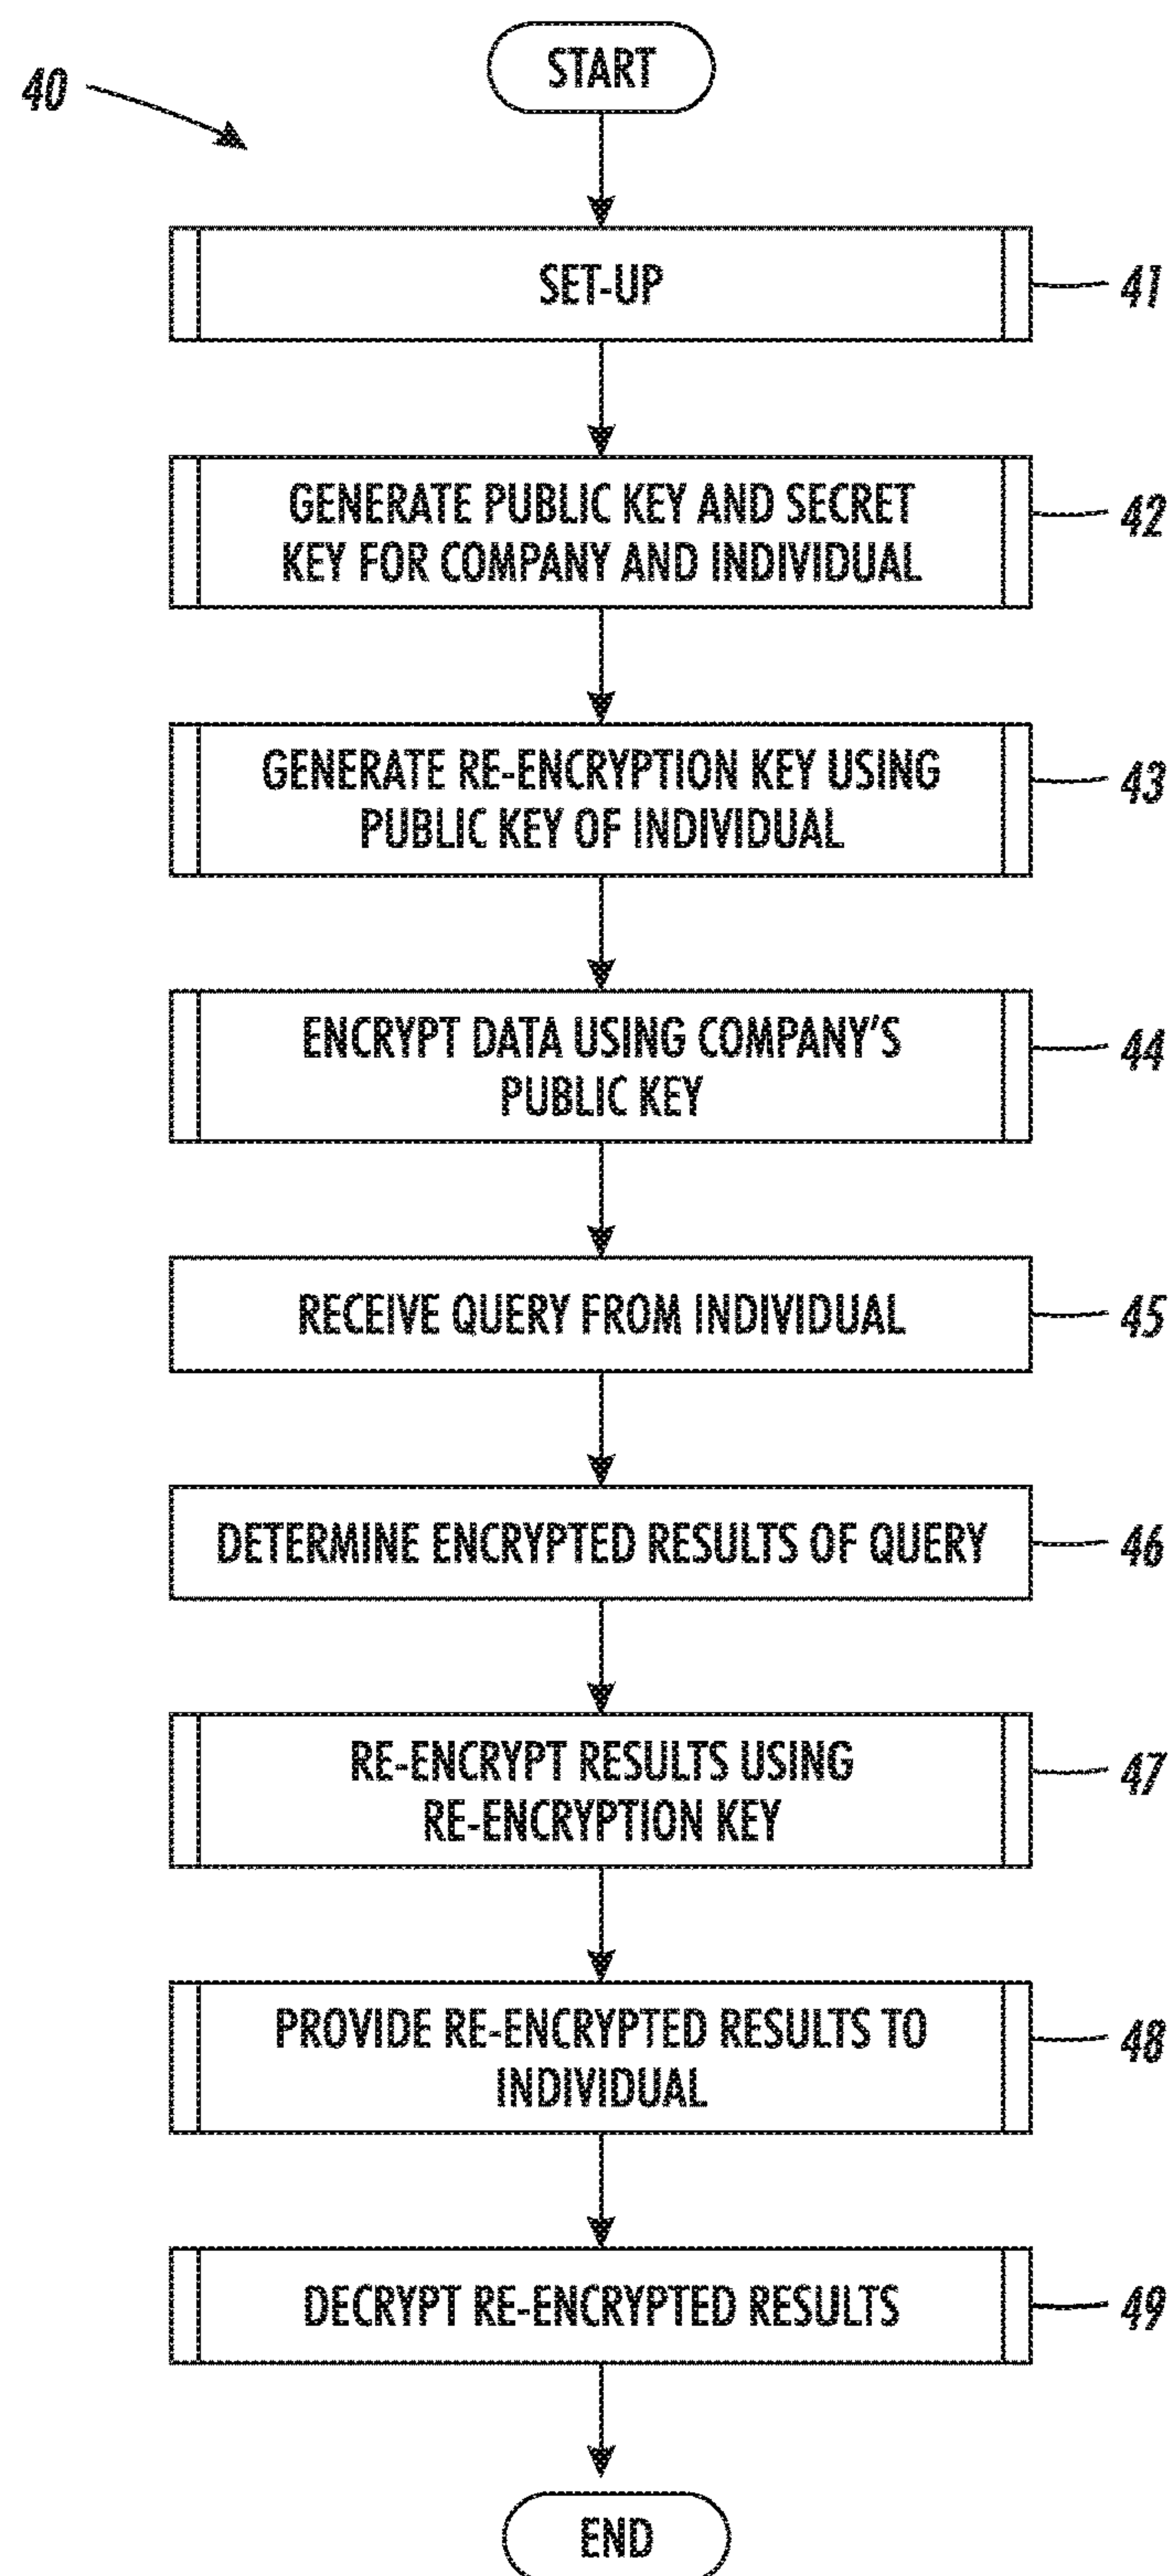 START
40
SET-UP
41
GENERATE PUBLIC KEY AND SECRET
KEY FOR COMPANY AND INDIVIDUAL
42
GENERATE RE-ENCRYPTION KEY USING
PUBLIC KEY OF INDIVIDUAL
43
ENCRYPT DATA USING COMPANY'S
PUBLIC KEY
44
RECEIVE QUERY FROM INDIVIDUAL
45
DETERMINE ENCRYPTED RESULTS OF QUERY
46
RE-ENCRYPT RESULTS USING
RE-ENCRYPTION KEY
47
PROVIDE RE-ENCRYPTED RESULTS TO
INDIVIDUAL
48
DECRYPT RE-ENCRYPTED RESULTS
49
END